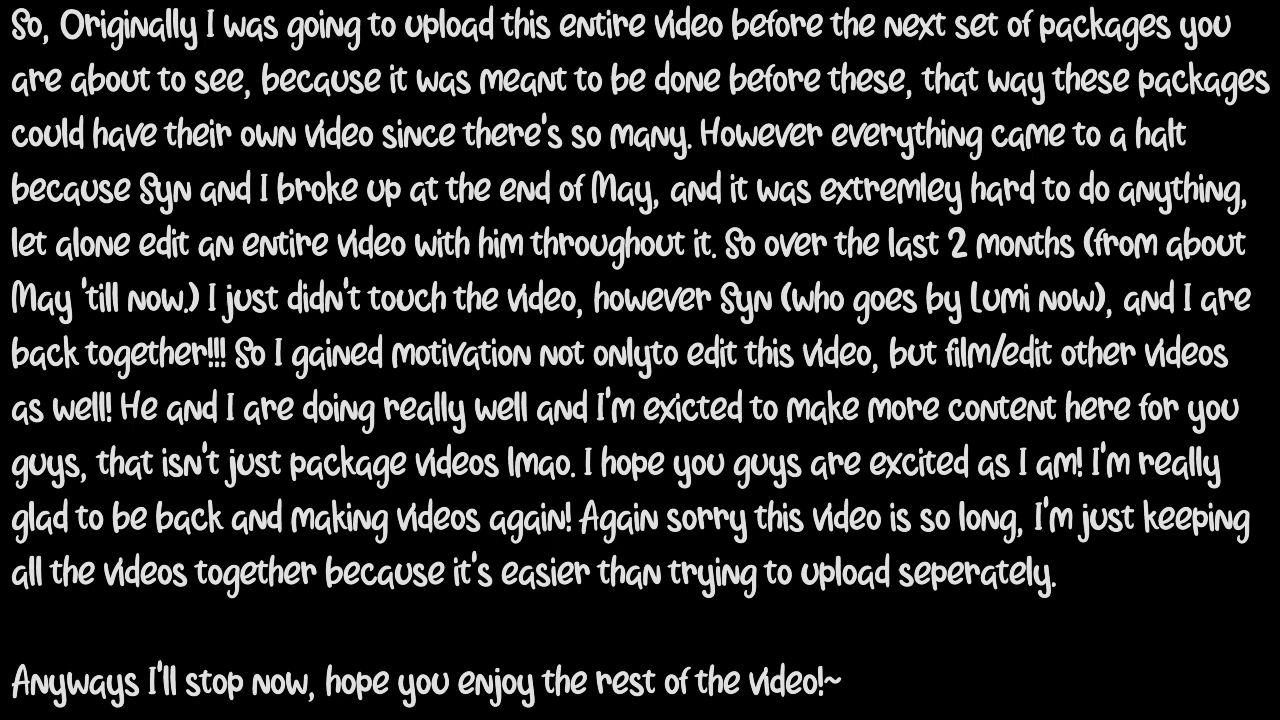 So, Originally I was going to upload this entire video before the next set of packages you
are about to see, because it was meant to be done before these, that way these packages
could have their own video since there's so many. However everything came to a halt
because Syn and I broke up at the end of May, and it was extremley hard to do anything,
let alone edit an entire video with him throughout it. So over the last 2 months (from about
May 'till now.) I just didn't touch the video, however Syn (who goes by Lumi now), and I are
back together!!! So I gained motivation not onlyto edit this video, but film/edit other videos
as well! He and I are doing really well and I'm exicted to make more content here for you
guys, that isn't just package videos lmao. I hope you guys are excited as I am! I'm really
glad to be back and making videos again! Again sorry this video is so long, I'm just keeping
all the videos together because it's easier than trying to upload seperately.
Anyways I'll stop now, hope you enjoy the rest of the video!~